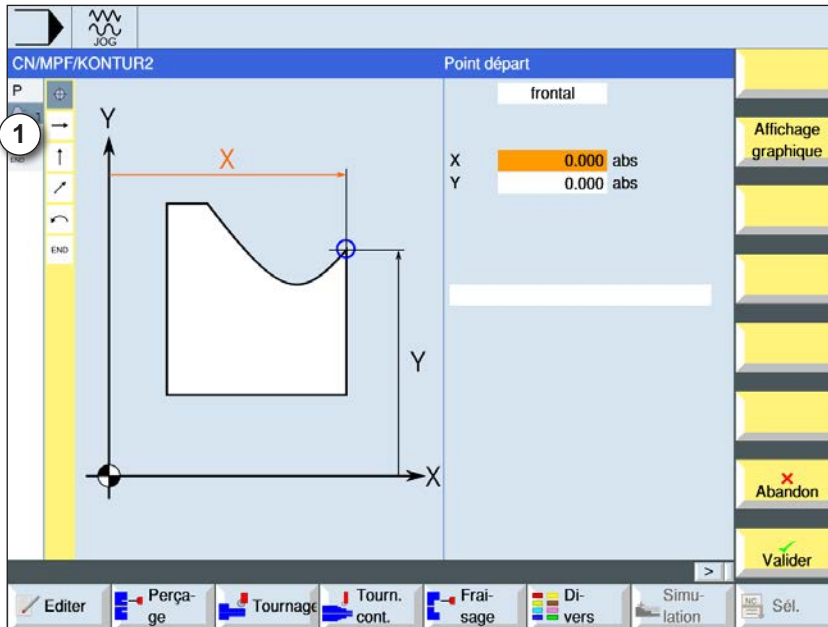 JOG
CN/MPF/KONTUR2
Point départ
P
frontal
1
Y
X
X 0.000 abs
Y 0.000 abs
END
END
Y
X
Affichage
graphique
Abandon
Valider
>
Editer
Perça-
ge
Tournage
Tourn.
cont.
Frai-
sage
Di-
vers
Simu-
lation
NC
Sél.